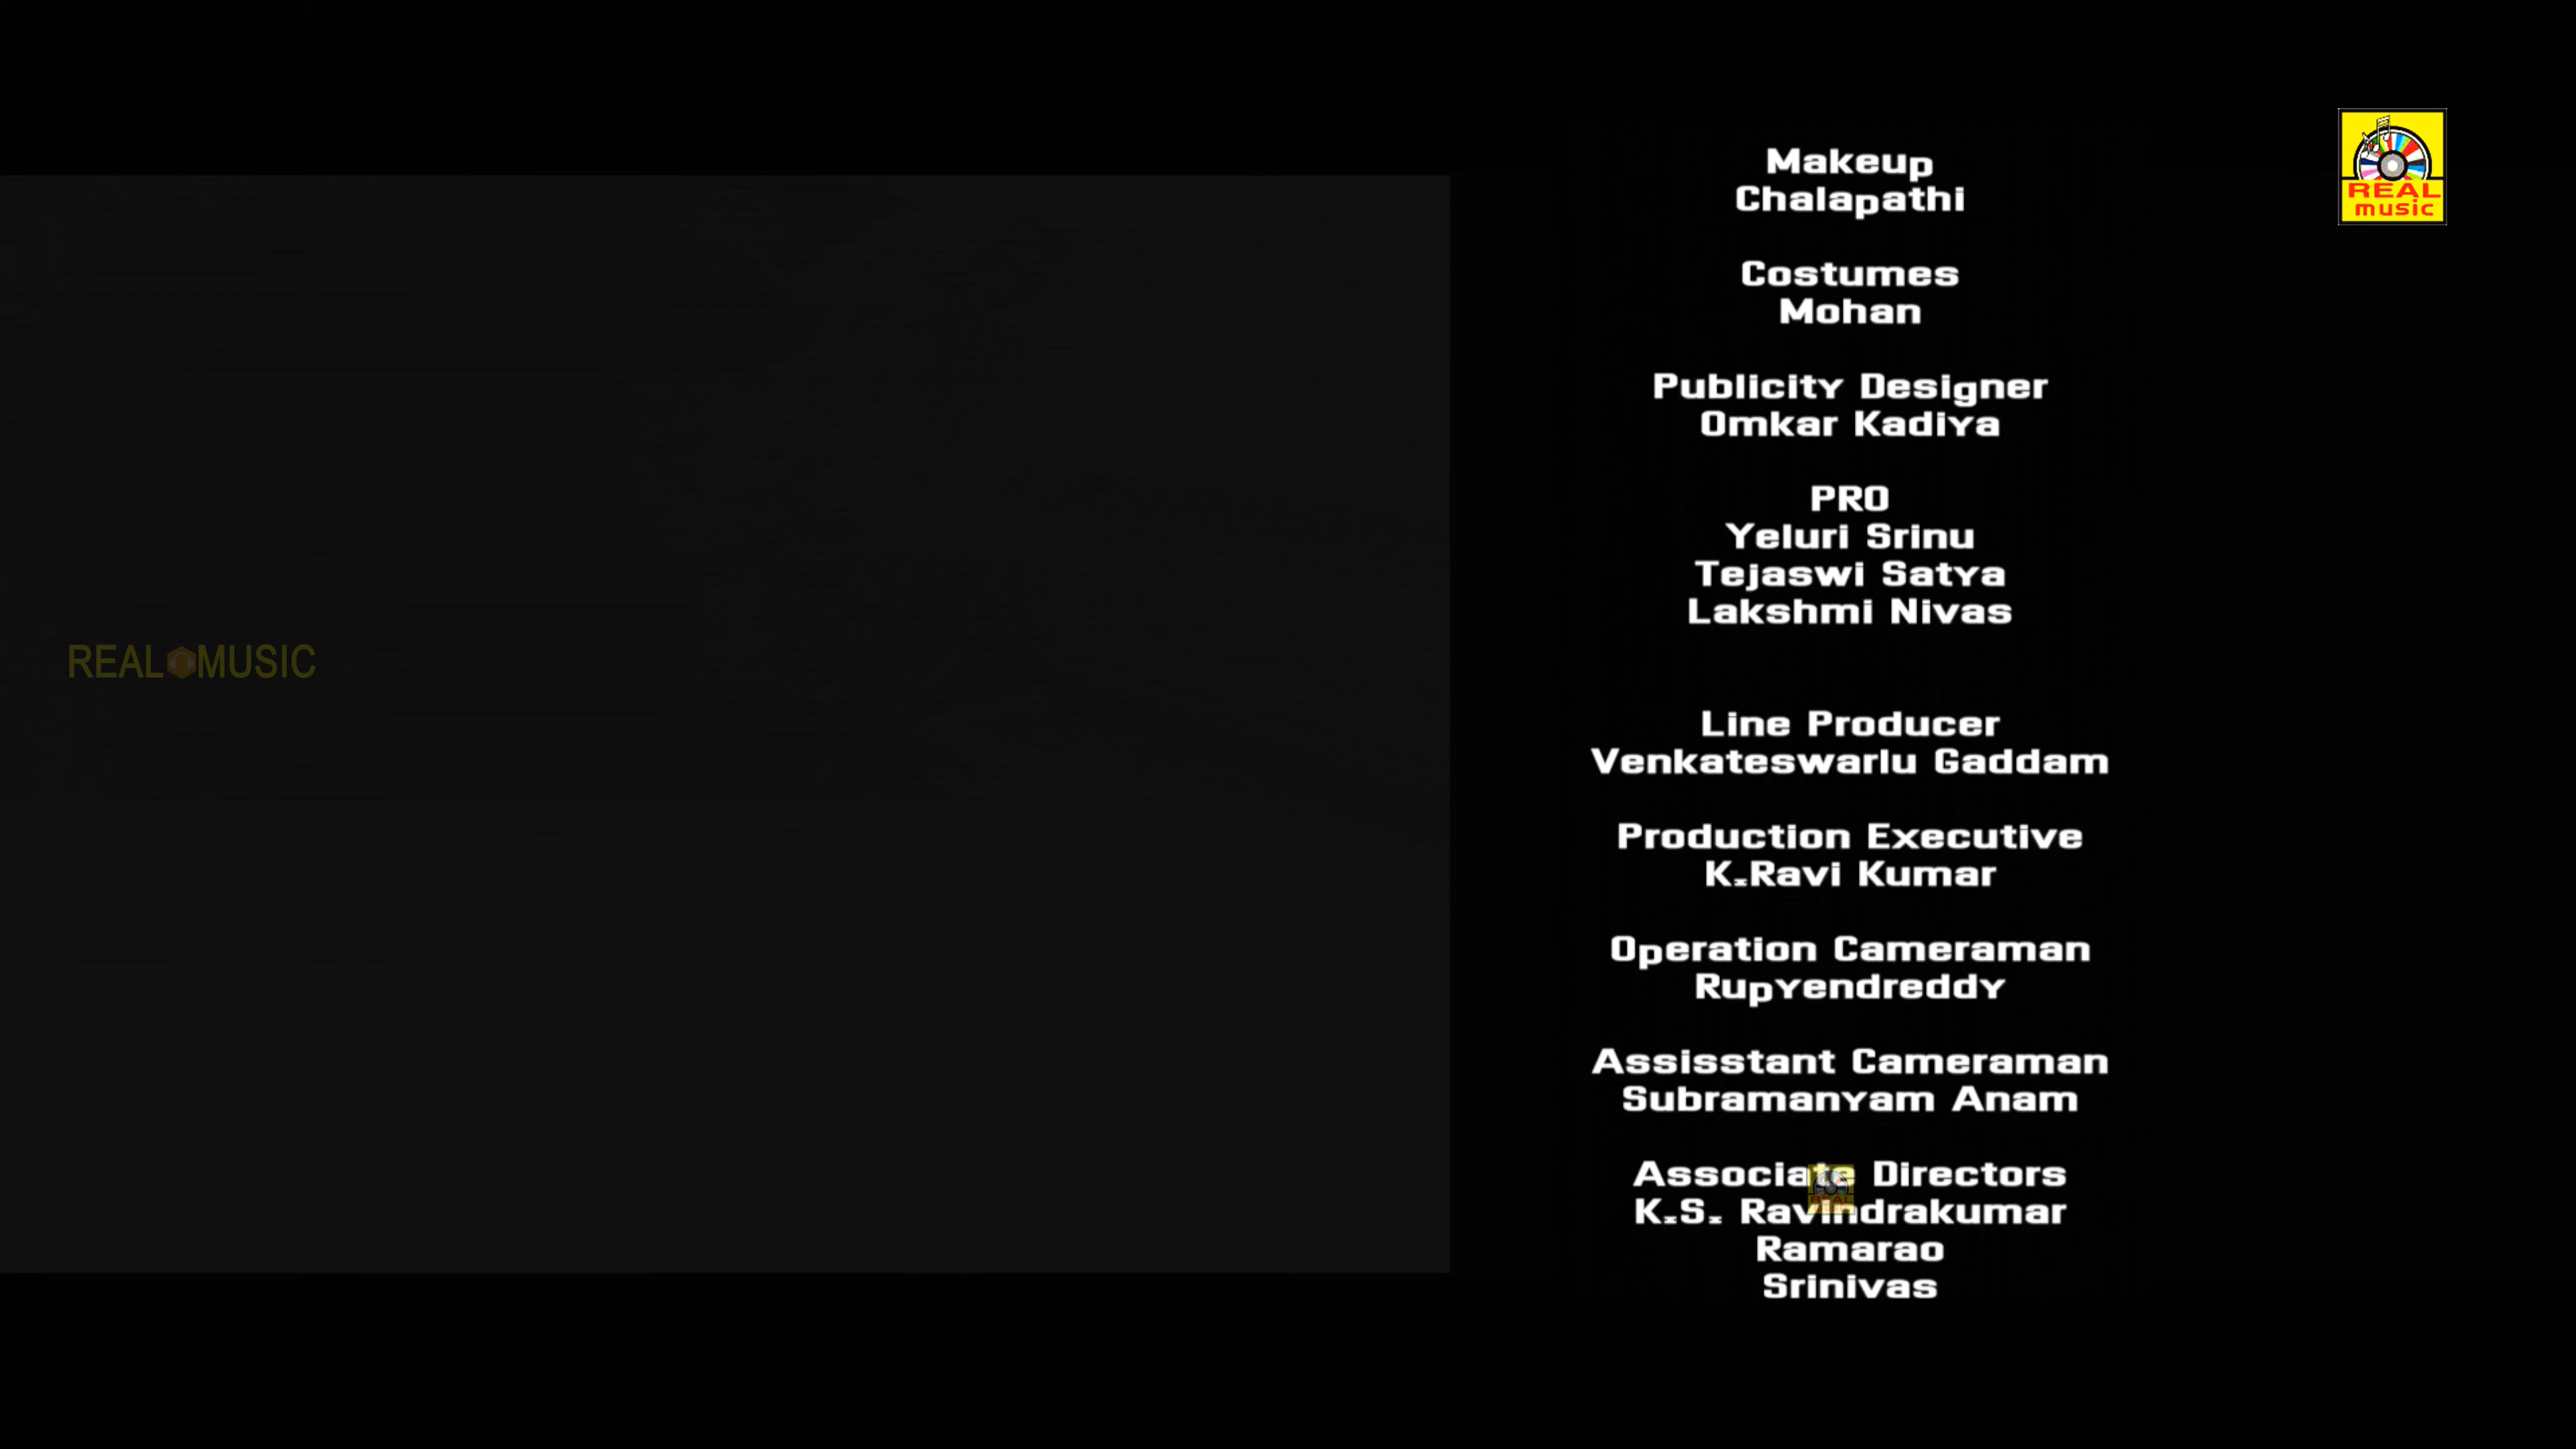 Makeup
Chalapathi
Costumes
Mohan
Publicity Designer
Omkar Kadiya
PRO
Yeluri Srinu
Tejaswi Satya
Lakshmi Nivas
Line Producer
Venkateswarlu Gaddam
Production Executive
K.Ravi Kumar
Operation Cameraman
Rupyendreddy
Assisstant Cameraman
Subramanyam Anam
Associate Directors
K.S. Ravindrakumar
Ramarao
Srinivas
REAL
music
REAL MUSIC
REAL
music